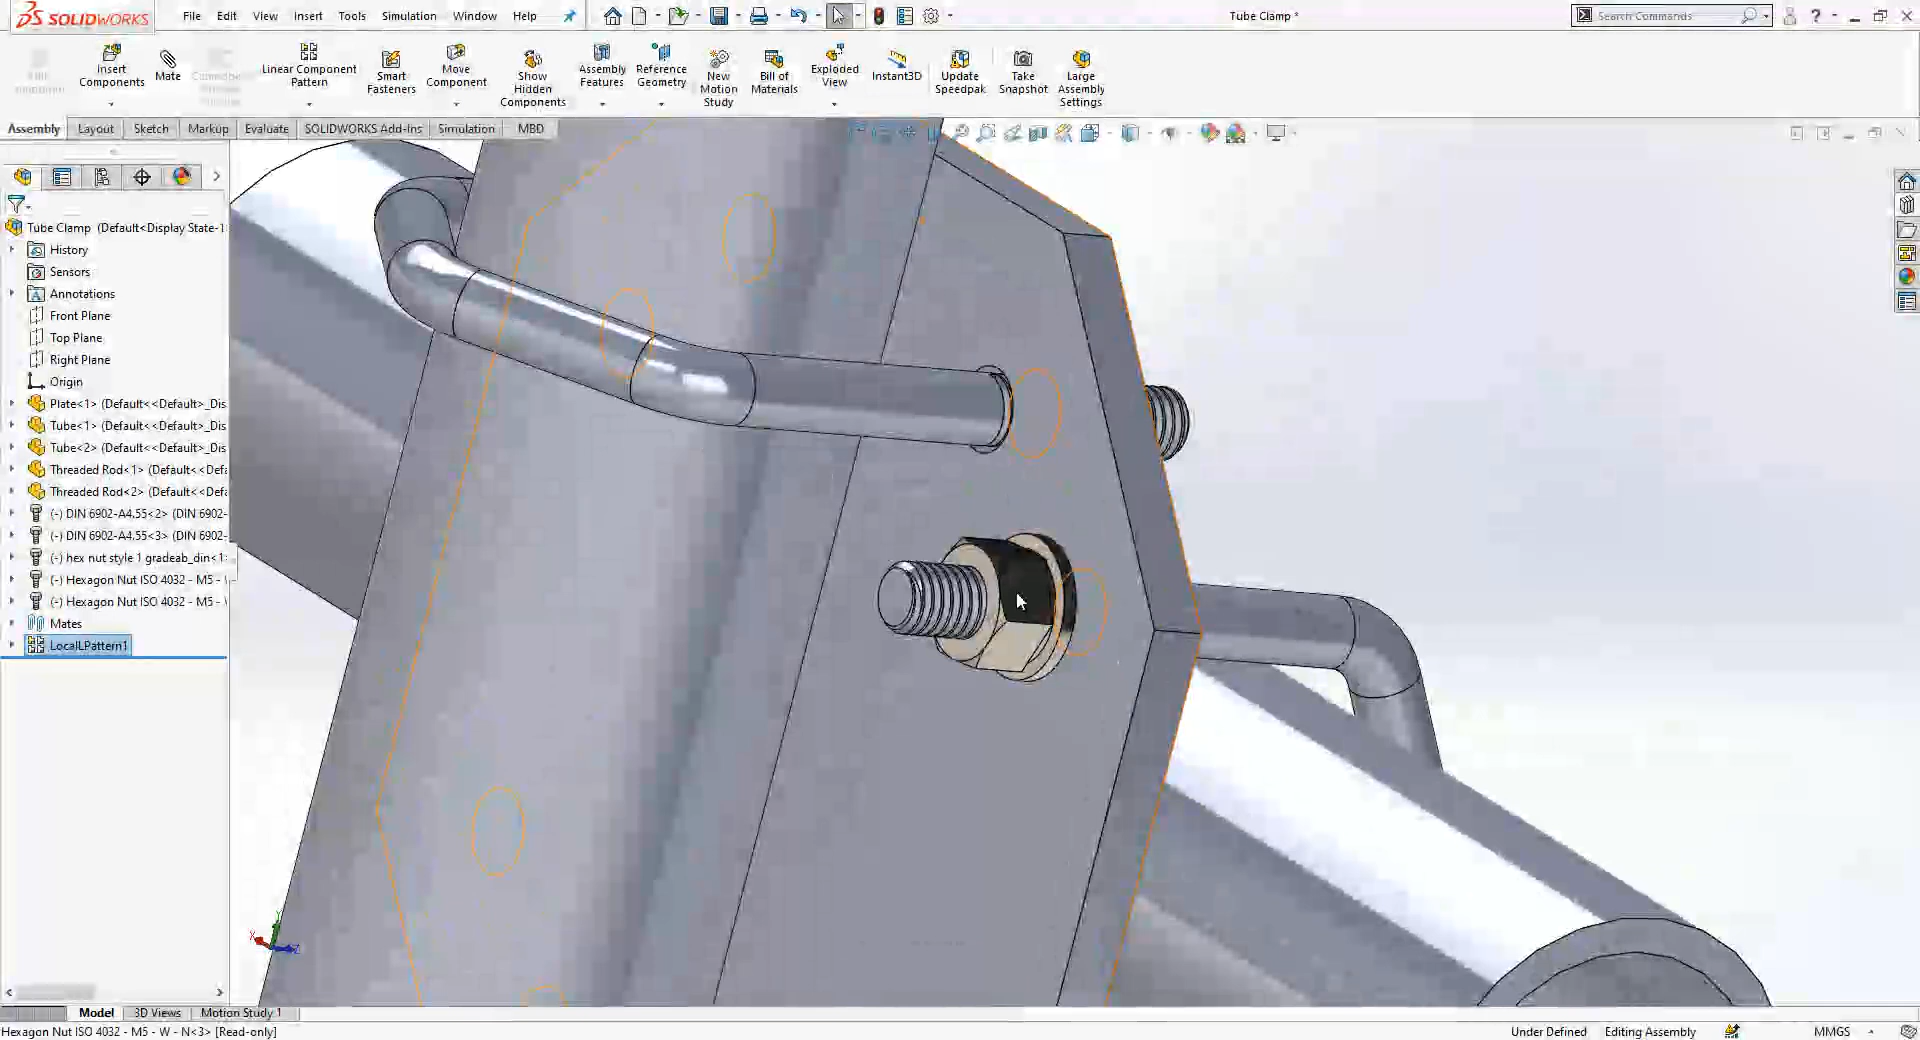 SOLIDWORKS File Edit View Insert Tools Simulation Window Help Tube Clamp * Search Commands ?
Insert Components Mate Linear Component Pattern Smart Fasteners Move Component Show Hidden Components Assembly Features Reference Geometry New Motion Study Bill of Materials Exploded View Instant3D Update Speedpak Take Snapshot Large Assembly Settings
Assembly Layout Sketch Markup Evaluate SOLIDWORKS Add-Ins Simulation MBD
Tube Clamp (Default<Display State-1
History
Sensors
Annotations
Front Plane
Top Plane
Right Plane
Origin
Plate<1> (Default<<Default>_Dis
Tube<1> (Default<<Default>_Dis
Tube<2> (Default<<Default>_Dis
Threaded Rod<1> (Default<<Defa
Threaded Rod<2> (Default<<Defa
(-) DIN 6902-A4.55<2> (DIN 6902-
(-) DIN 6902-A4.55<3> (DIN 6902-
(-) hex nut style 1 gradeab_din<1>
(-) Hexagon Nut ISO 4032 - M5 -
(-) Hexagon Nut ISO 4032 - M5 -
Mates
LocalLPattern1
X Y Z
Model 3D Views Motion Study 1
Hexagon Nut ISO 4032 - M5 - W - N<3> [Read-only] Under Defined Editing Assembly MMGS